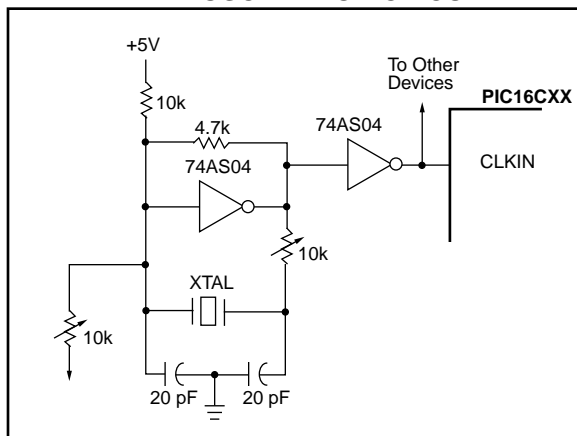 +5V
To Other
Devices
PIC16CXX
10k
4.7k
74AS04
74AS04
CLKIN
10k
XTAL
10k
20 pF
20 pF